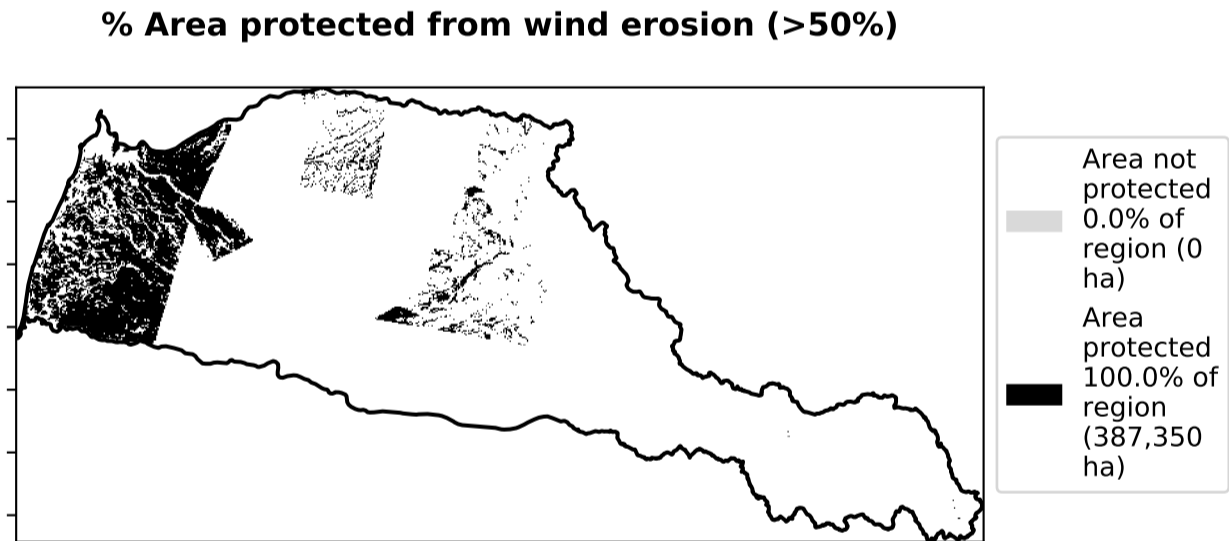 % Area protected from wind erosion (>50%)
Area not
protected
0.0% of
region (0
ha)
Area
protected
100.0% of
region
(387,350
ha)